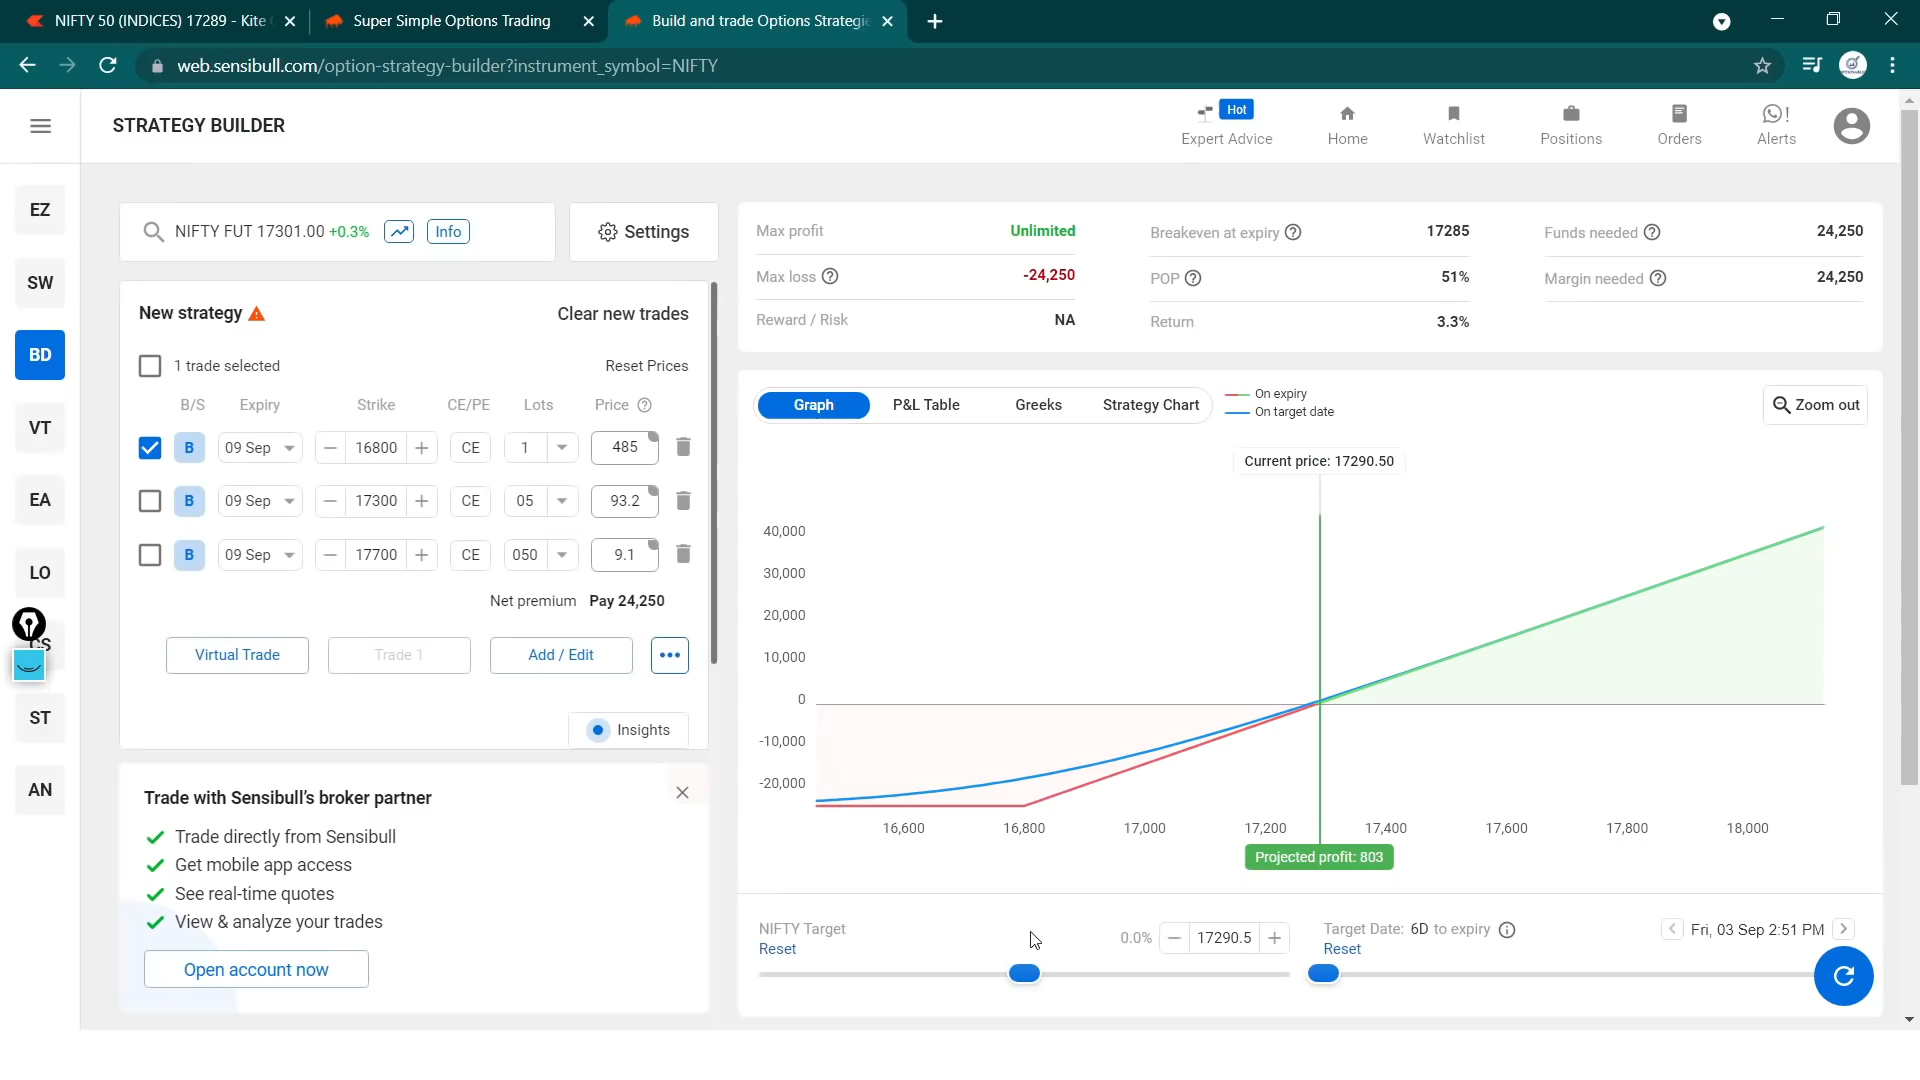 NIFTY 50 (INDICES) 17289 - Kite
Super Simple Options Trading
Build and trade Options Strategie
web.sensibull.com/option-strategy-builder?instrument_symbol=NIFTY
STRATEGY BUILDER
Hot
Expert Advice
Home
Watchlist
Positions
Orders
Alerts
EZ
SW
BD
VT
EA
LO
CS
ST
AN
NIFTY FUT 17301.00 +0.3%
Info
Settings
New strategy
Clear new trades
1 trade selected
Reset Prices
B/S Expiry Strike CE/PE Lots Price
B 09 Sep − 16800 + CE 1 485
B 09 Sep − 17300 + CE 05 93.2
B 09 Sep − 17700 + CE 050 9.1
Net premium Pay 24,250
Virtual Trade
Trade 1
Add / Edit
Insights
Trade with Sensibull's broker partner
Trade directly from Sensibull
Get mobile app access
See real-time quotes
View & analyze your trades
Open account now
Max profit Unlimited
Max loss -24,250
Reward / Risk NA
Breakeven at expiry 17285
POP 51%
Return 3.3%
Funds needed 24,250
Margin needed 24,250
Graph
P&L Table
Greeks
Strategy Chart
On expiry
On target date
Zoom out
Current price: 17290.50
40,000
30,000
20,000
10,000
0
-10,000
-20,000
16,600 16,800 17,000 17,200 17,400 17,600 17,800 18,000
Projected profit: 803
NIFTY Target
Reset
0.0% − 17290.5 +
Target Date: 6D to expiry
Reset
Fri, 03 Sep 2:51 PM